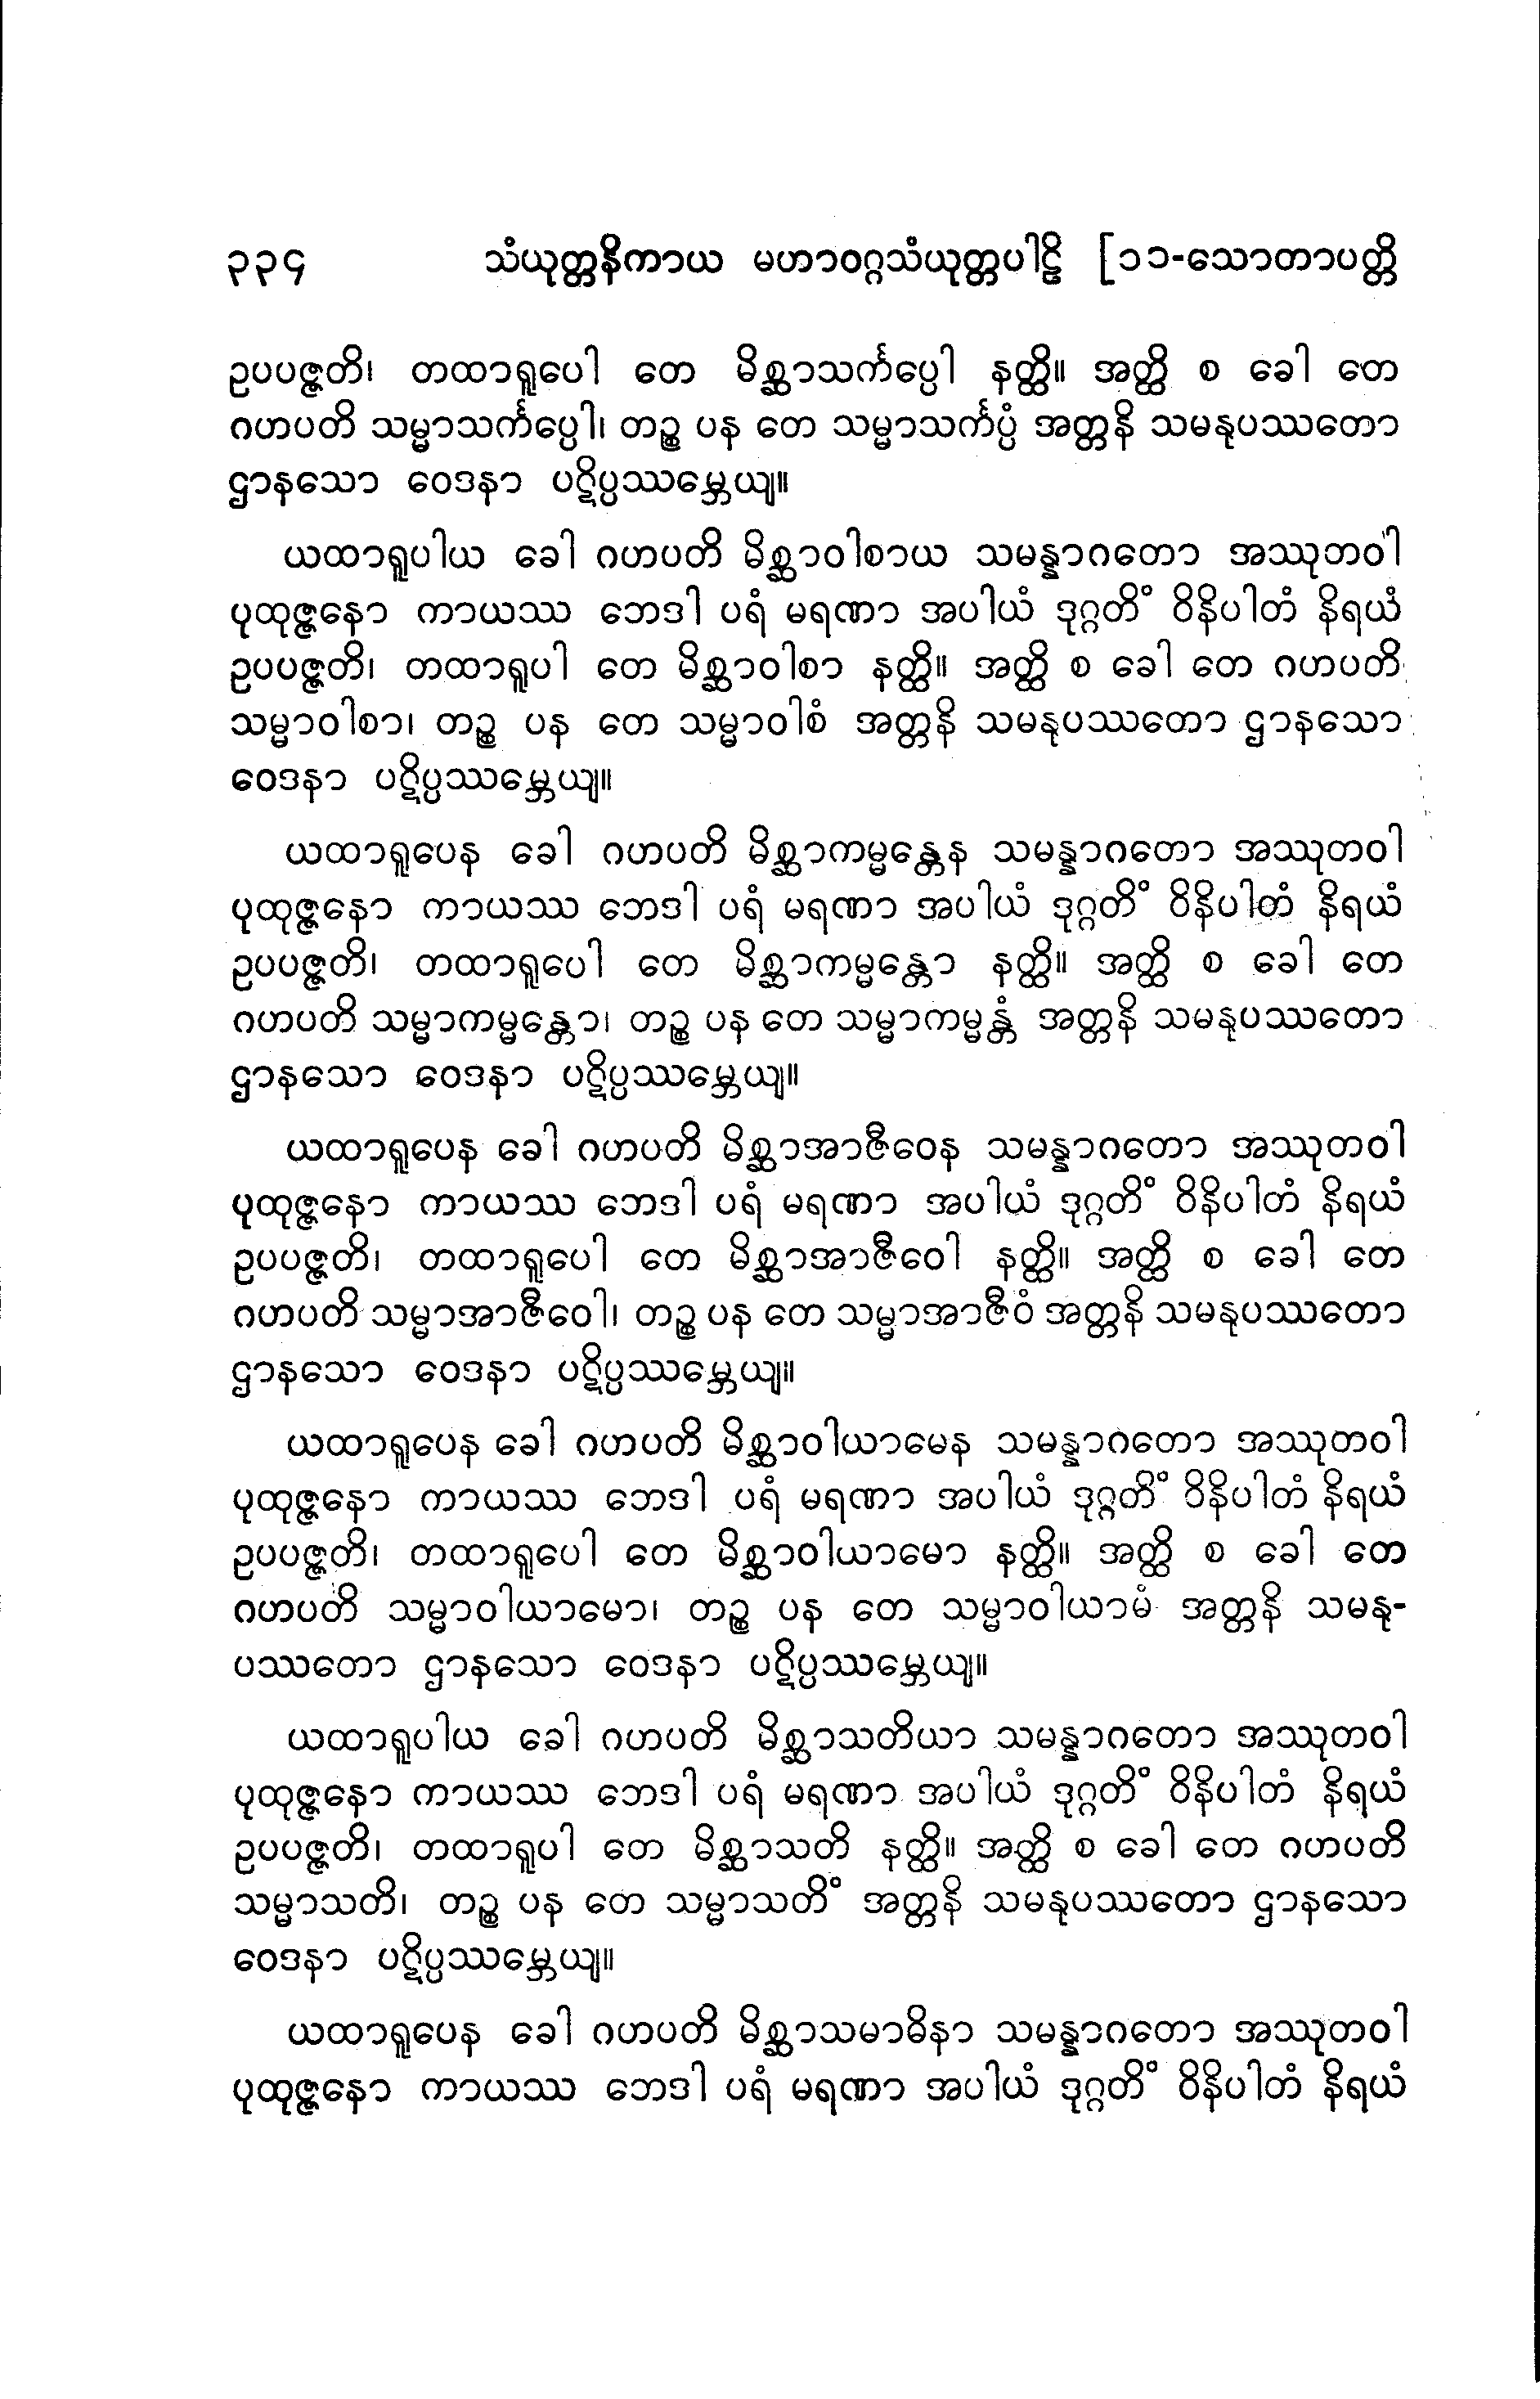 ၃၃၄ သံယုတ္တနိကာယ မဟာဝဂ္ဂသံယုတ္တပါဠိ [၁၁-သောတာပတ္တိ
ဥပပဇ္ဇတိ၊ တထာရူပေါ တေ မိစ္ဆာသင်္ကပ္ပေါ နတ္ထိ။ အတ္ထိ စ ခေါ တေ
ဂဟပတိ သမ္မာသင်္ကပ္ပေါ၊ တဉ္စ ပန တေ သမ္မာသင်္ကပ္ပံ အတ္တနိ သမနုပဿတော
ဌာနသော ဝေဒနာ ပဋိပ္ပဿမ္ဘေယျ။
ယထာရူပါယ ခေါ ဂဟပတိ မိစ္ဆာဝါစာယ သမန္နာဂတော အဿုတဝါ
ပုထုဇ္ဇနော ကာယဿ ဘေဒါ ပရံ မရဏာ အပါယံ ဒုဂ္ဂတိံ ဝိနိပါတံ နိရယံ
ဥပပဇ္ဇတိ၊ တထာရူပါ တေ မိစ္ဆာဝါစာ နတ္ထိ။ အတ္ထိ စ ခေါ တေ ဂဟပတိ
သမ္မာဝါစာ၊ တဉ္စ ပန တေ သမ္မာဝါစံ အတ္တနိ သမနုပဿတော ဌာနသော
ဝေဒနာ ပဋိပ္ပဿမ္ဘေယျ။
ယထာရူပေန ခေါ ဂဟပတိ မိစ္ဆာကမ္မန္တေန သမန္နာဂတော အဿုတဝါ
ပုထုဇ္ဇနော ကာယဿ ဘေဒါ ပရံ မရဏာ အပါယံ ဒုဂ္ဂတိံ ဝိနိပါတံ နိရယံ
ဥပပဇ္ဇတိ၊ တထာရူပေါ တေ မိစ္ဆာကမ္မန္တော နတ္ထိ။ အတ္ထိ စ ခေါ တေ
ဂဟပတိ သမ္မာကမ္မန္တော၊ တဉ္စ ပန တေ သမ္မာကမ္မန္တံ အတ္တနိ သမနုပဿတော
ဌာနသော ဝေဒနာ ပဋိပ္ပဿမ္ဘေယျ။
ယထာရူပေန ခေါ ဂဟပတိ မိစ္ဆာအာဇီဝေန သမန္နာဂတော အဿုတဝါ
ပုထုဇ္ဇနော ကာယဿ ဘေဒါ ပရံ မရဏာ အပါယံ ဒုဂ္ဂတိံ ဝိနိပါတံ နိရယံ
ဥပပဇ္ဇတိ၊ တထာရူပေါ တေ မိစ္ဆာအာဇီဝေါ နတ္ထိ။ အတ္ထိ စ ခေါ တေ
ဂဟပတိ သမ္မာအာဇီဝေါ၊ တဉ္စ ပန တေ သမ္မာအာဇီဝံ အတ္တနိ သမနုပဿတော
ဌာနသော ဝေဒနာ ပဋိပ္ပဿမ္ဘေယျ။
ယထာရူပေန ခေါ ဂဟပတိ မိစ္ဆာဝါယာမေန သမန္နာဂတော အဿုတဝါ
ပုထုဇ္ဇနော ကာယဿ ဘေဒါ ပရံ မရဏာ အပါယံ ဒုဂ္ဂတိံ ဝိနိပါတံ နိရယံ
ဥပပဇ္ဇတိ၊ တထာရူပေါ တေ မိစ္ဆာဝါယာမော နတ္ထိ။ အတ္ထိ စ ခေါ တေ
ဂဟပတိ သမ္မာဝါယာမော၊ တဉ္စ ပန တေ သမ္မာဝါယာမံ အတ္တနိ သမနု-
ပဿတော ဌာနသော ဝေဒနာ ပဋိပ္ပဿမ္ဘေယျ။
ယထာရူပါယ ခေါ ဂဟပတိ မိစ္ဆာသတိယာ သမန္နာဂတော အဿုတဝါ
ပုထုဇ္ဇနော ကာယဿ ဘေဒါ ပရံ မရဏာ အပါယံ ဒုဂ္ဂတိံ ဝိနိပါတံ နိရယံ
ဥပပဇ္ဇတိ၊ တထာရူပါ တေ မိစ္ဆာသတိ နတ္ထိ။ အတ္ထိ စ ခေါ တေ ဂဟပတိ
သမ္မာသတိ၊ တဉ္စ ပန တေ သမ္မာသတိံ အတ္တနိ သမနုပဿတော ဌာနသော
ဝေဒနာ ပဋိပ္ပဿမ္ဘေယျ။
ယထာရူပေန ခေါ ဂဟပတိ မိစ္ဆာသမာဓိနာ သမန္နာဂတော အဿုတဝါ
ပုထုဇ္ဇနော ကာယဿ ဘေဒါ ပရံ မရဏာ အပါယံ ဒုဂ္ဂတိံ ဝိနိပါတံ နိရယံ